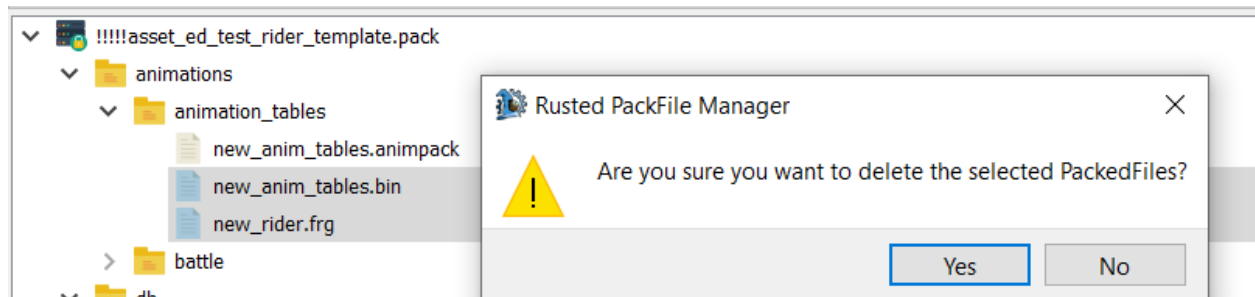 !!!!!asset_ed_test_rider_template.pack
animations
animation_tables
new_anim_tables.animpack
new_anim_tables.bin
new_rider.frg
battle
db
Rusted PackFile Manager
Are you sure you want to delete the selected PackedFiles?
Yes
No